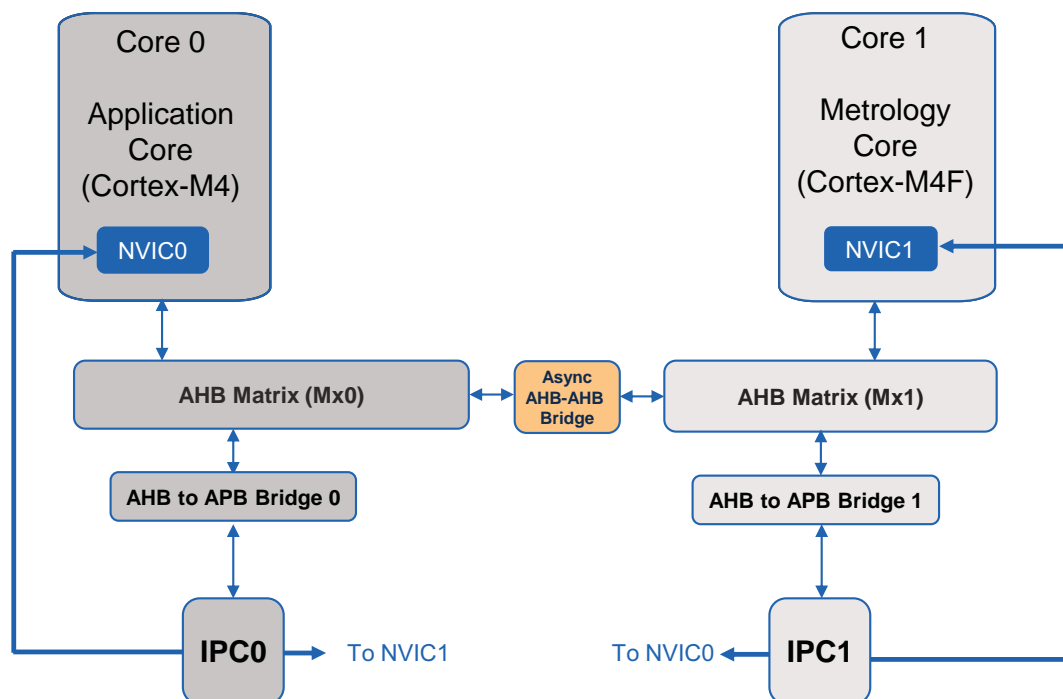 Core 0
Application
Core
(Cortex-M4)
NVIC0
Core 1
Metrology
Core
(Cortex-M4F)
NVIC1
AHB Matrix (Mx0)
Async
AHB-AHB
Bridge
AHB Matrix (Mx1)
AHB to APB Bridge 0
AHB to APB Bridge 1
IPC0
To NVIC1
To NVIC0
IPC1